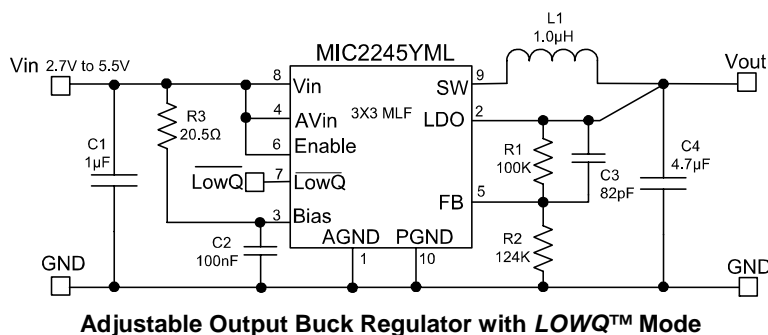 L1
1.0µH
MIC2245YML
Vin 2.7V to 5.5V
Vout
8
Vin
SW
9
R3
20.5Ω
4
AVin
3X3 MLF
LDO
2
6
Enable
C1
1µF
R1
100K
C4
4.7µF
LowQ
7
LowQ
C3
82pF
3
Bias
FB
5
C2
100nF
AGND
PGND
R2
124K
GND
1
10
GND
Adjustable Output Buck Regulator with LOWQ™ Mode